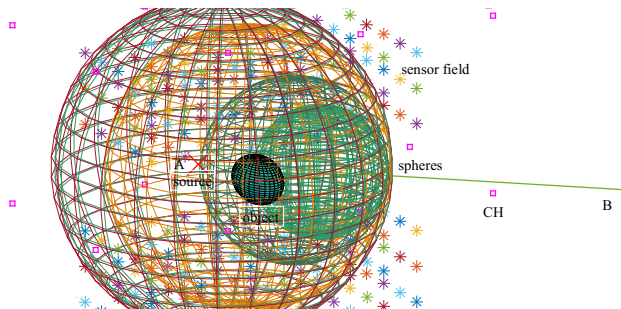 sensor field
A
spheres
source
B
object
CH